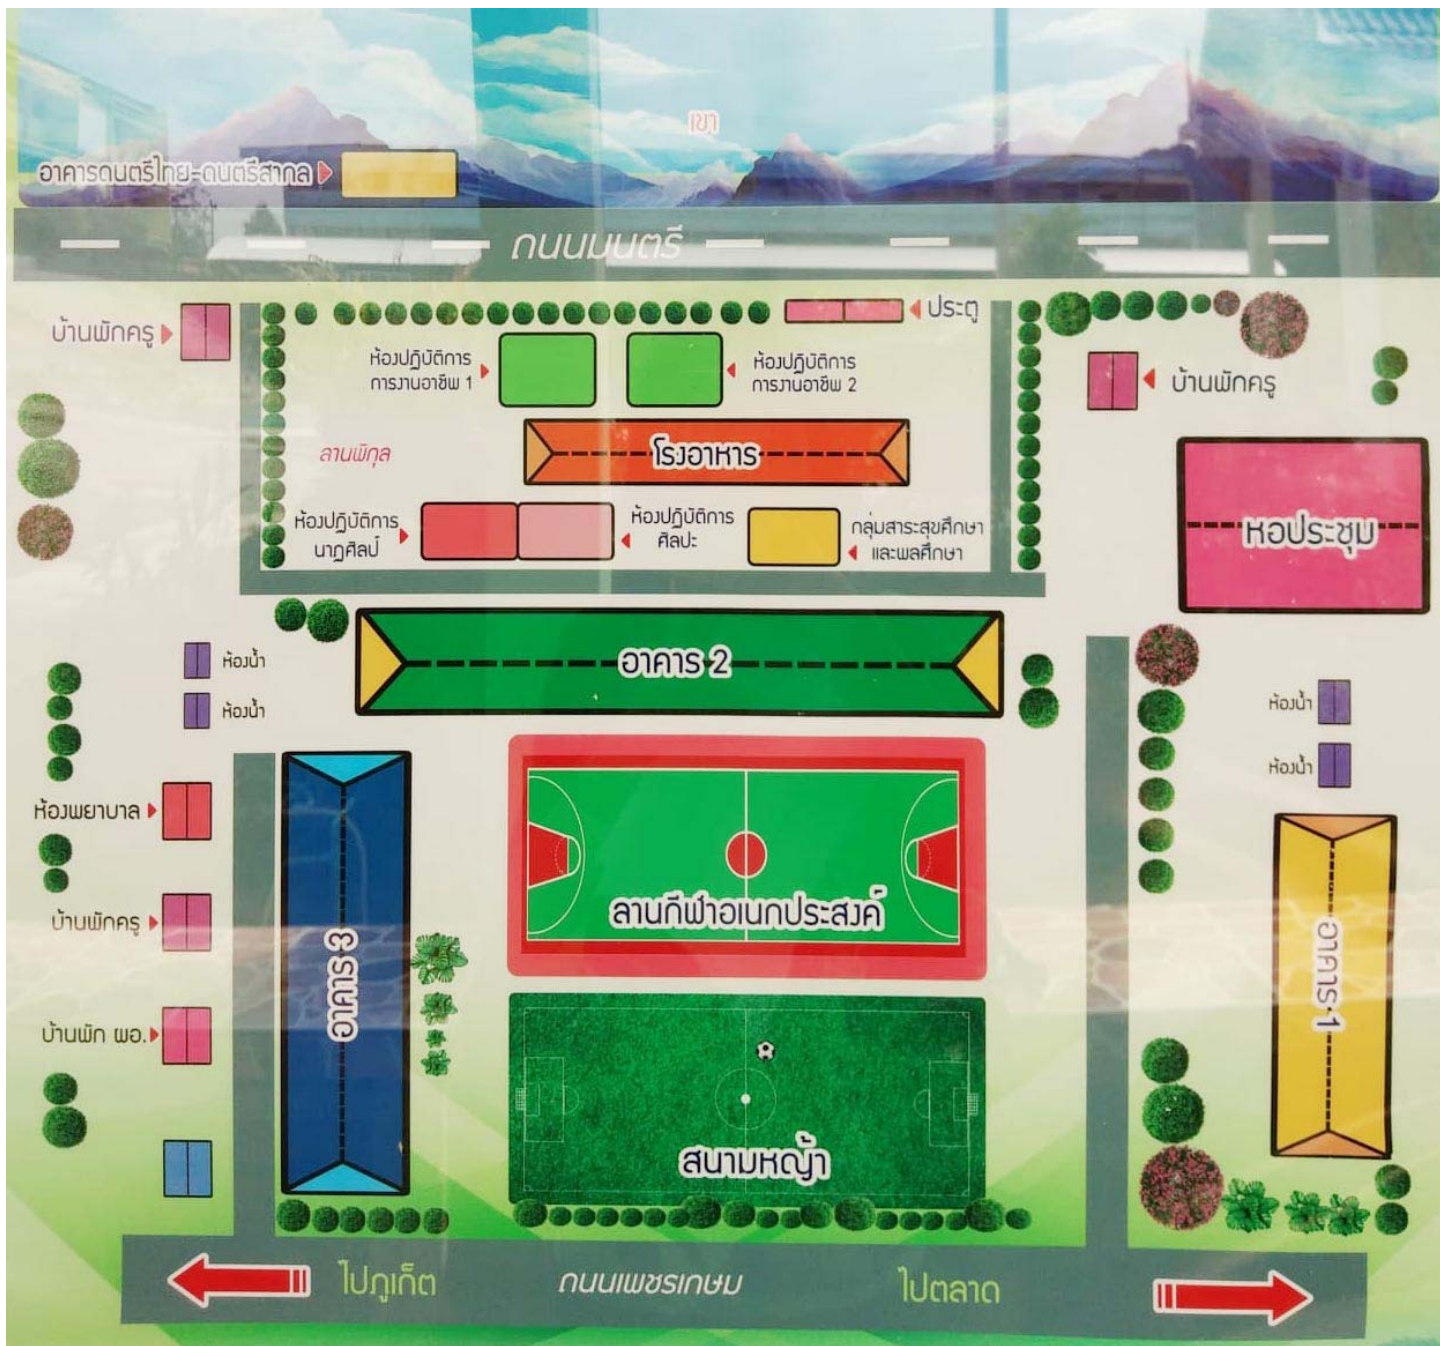 เขา
อาคารดนตรีไทย-ดนตรีสากล
ถนนมนตรี
บ้านพักครู
ประตู
ห้องปฏิบัติการ
การงานอาชีพ 1
ห้องปฏิบัติการ
การงานอาชีพ 2
บ้านพักครู
ลานพิกุล
โรงอาหาร
หอประชุม
ห้องปฏิบัติการ
นาฏศิลป์
ห้องปฏิบัติการ
ศิลปะ
กลุ่มสาระสุขศึกษา
และพลศึกษา
อาคาร 2
ห้องน้ำ
ห้องน้ำ
ห้องน้ำ
ห้องน้ำ
ห้องพยาบาล
บ้านพักครู
บ้านพัก ผอ.
อาคาร 3
ลานกีฬาอเนกประสงค์
อาคาร 1
สนามหญ้า
ไปภูเก็ต
ถนนเพชรเกษม
ไปตลาด